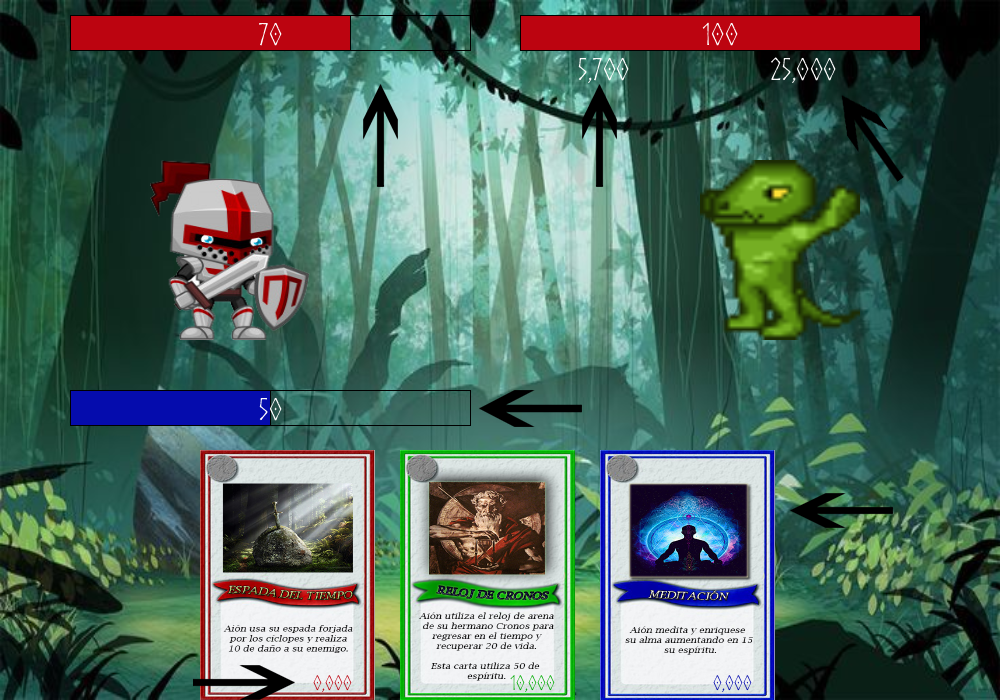 70
100
5,700
25,000
50
ESPADA DEL TIEMPO
Aión usa su espada forjada
por los cíclopes y realiza
10 de daño a su enemigo.
0,000
RELOJ DE CRONOS
Aión utiliza el reloj de arena
de su hermano Cronos para
regresar en el tiempo y
recuperar 20 de vida.
Esta carta utiliza 50 de
espíritu.
10,000
MEDITACIÓN
Aión medita y enriquese
su alma aumentando en 15
su espíritu.
0,000